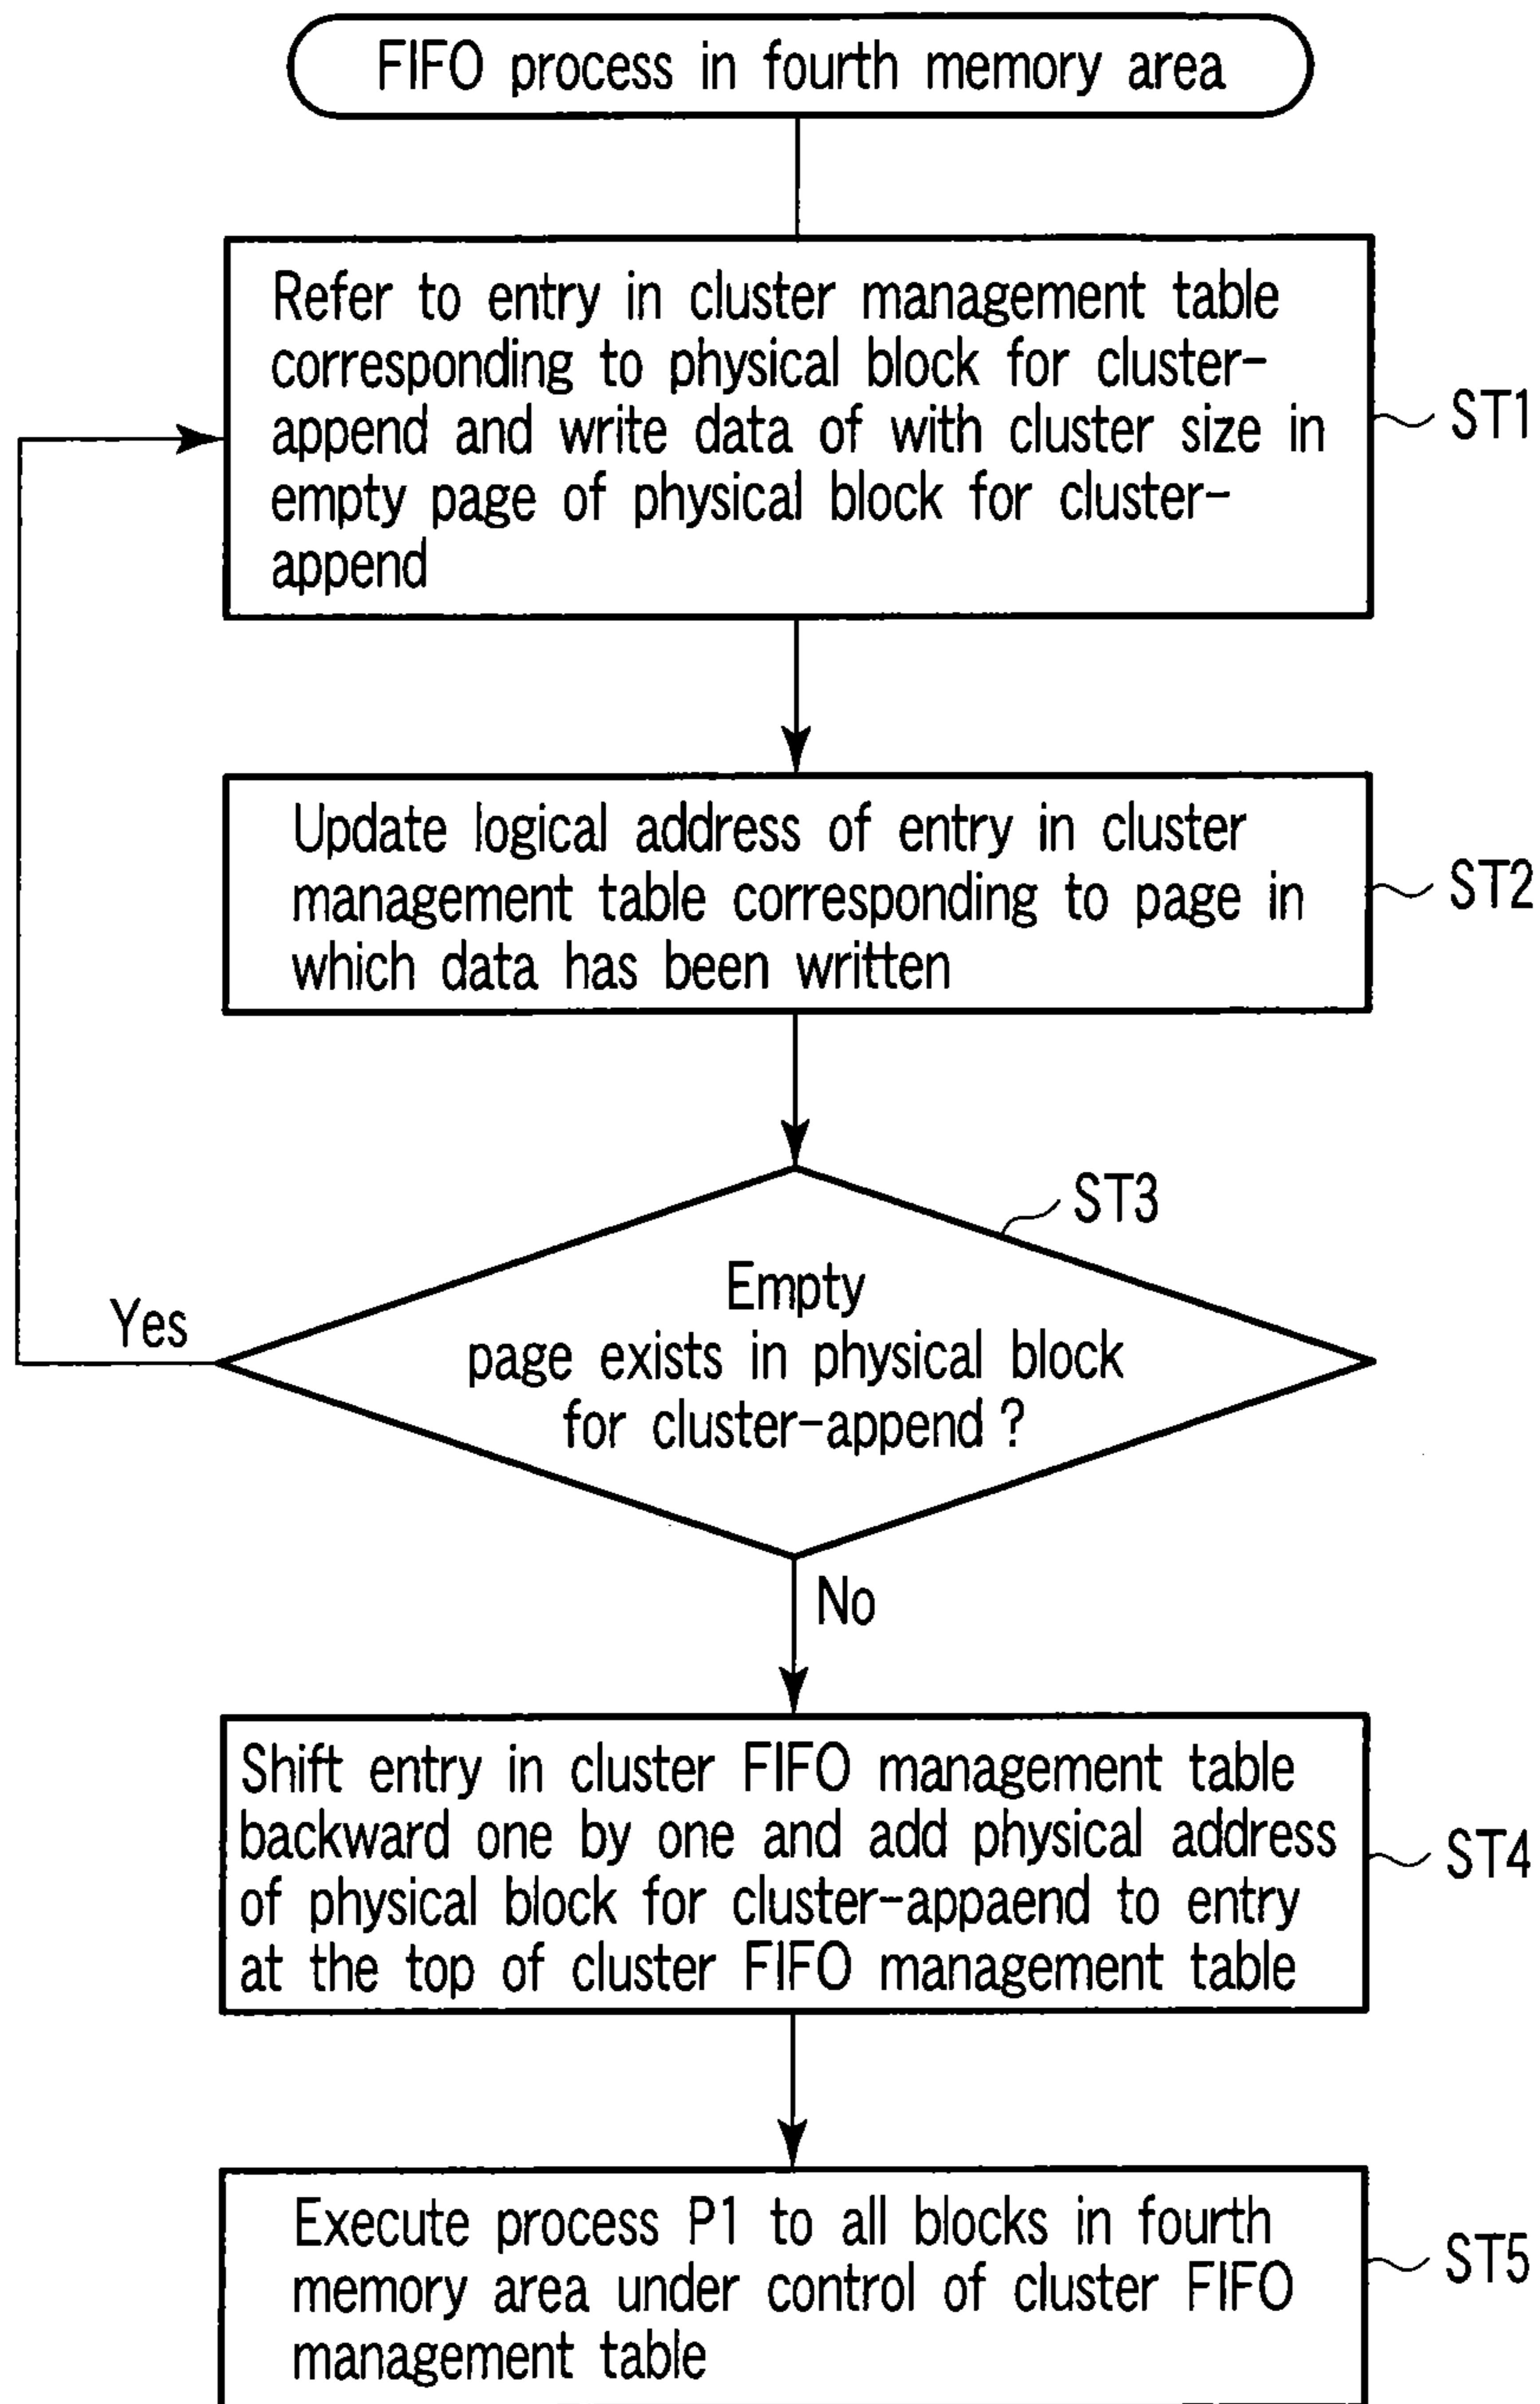 FIFO process in fourth memory area
Refer to entry in cluster management table
corresponding to physical block for cluster-
append and write data of with cluster size in
empty page of physical block for cluster-
append
ST1
Update logical address of entry in cluster
management table corresponding to page in
which data has been written
ST2
ST3
Empty
page exists in physical block
for cluster-append ?
Yes
No
Shift entry in cluster FIFO management table
backward one by one and add physical address
of physical block for cluster-appaend to entry
at the top of cluster FIFO management table
ST4
Execute process P1 to all blocks in fourth
memory area under control of cluster FIFO
management table
ST5